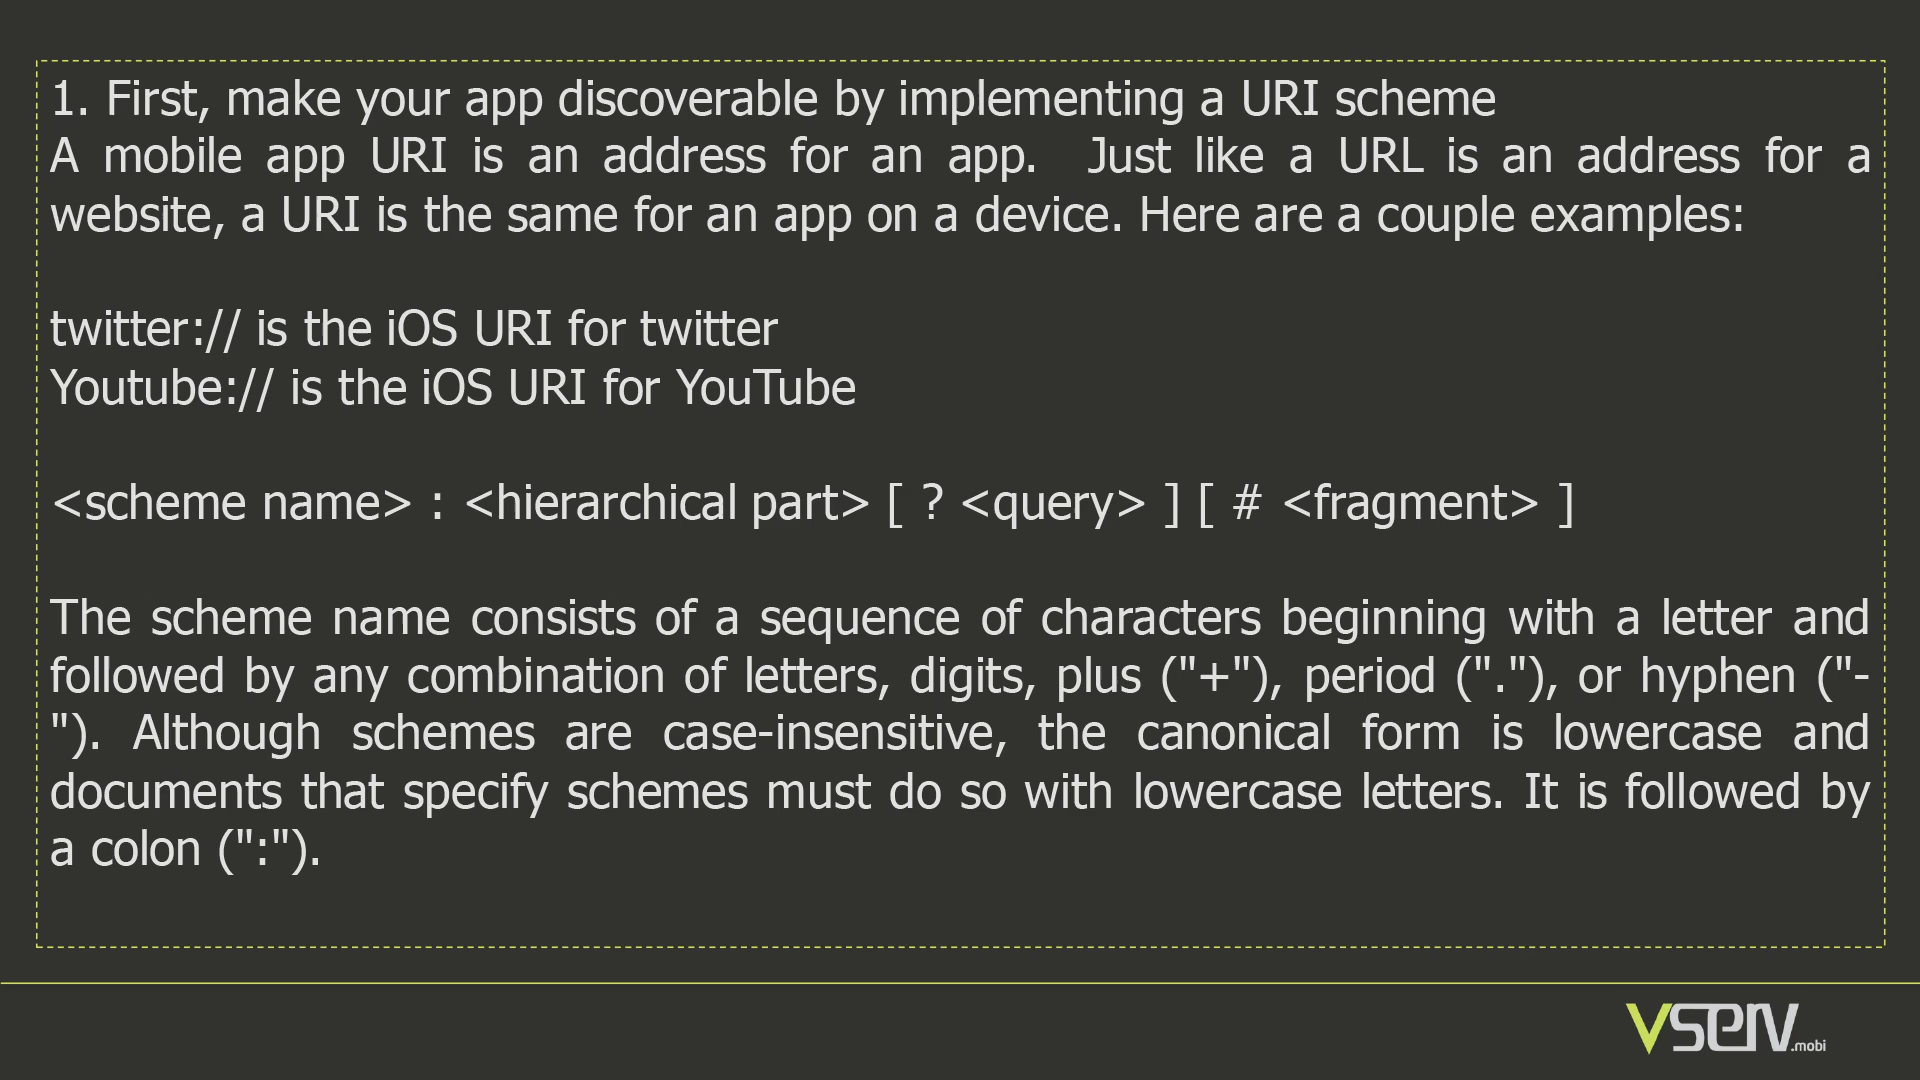 1. First, make your app discoverable by implementing a URI scheme
A mobile app URI is an address for an app.  Just like a URL is an address for a
website, a URI is the same for an app on a device. Here are a couple examples:
twitter:// is the iOS URI for twitter
Youtube:// is the iOS URI for YouTube
<scheme name> : <hierarchical part> [ ? <query> ] [ # <fragment> ]
The scheme name consists of a sequence of characters beginning with a letter and
followed by any combination of letters, digits, plus ("+"), period ("."), or hyphen ("-
"). Although schemes are case-insensitive, the canonical form is lowercase and
documents that specify schemes must do so with lowercase letters. It is followed by
a colon (":").
vserv.mobi